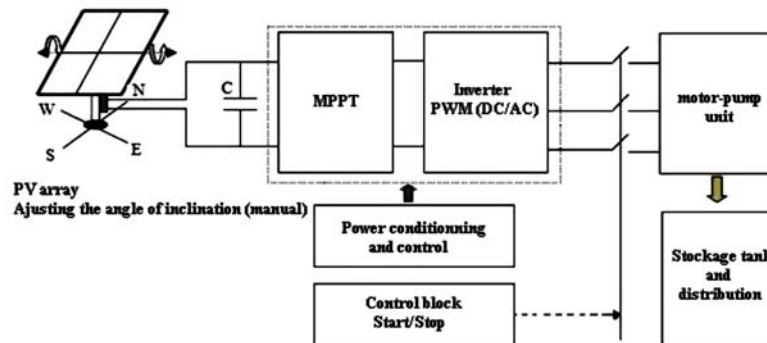 N
W
C
S
E
MPPT
Inverter
PWM (DC/AC)
motor-pump
unit
PV array
Ajusting the angle of inclination (manual)
Power conditionning
and control
Stockage tank
and
distribution
Control block
Start/Stop